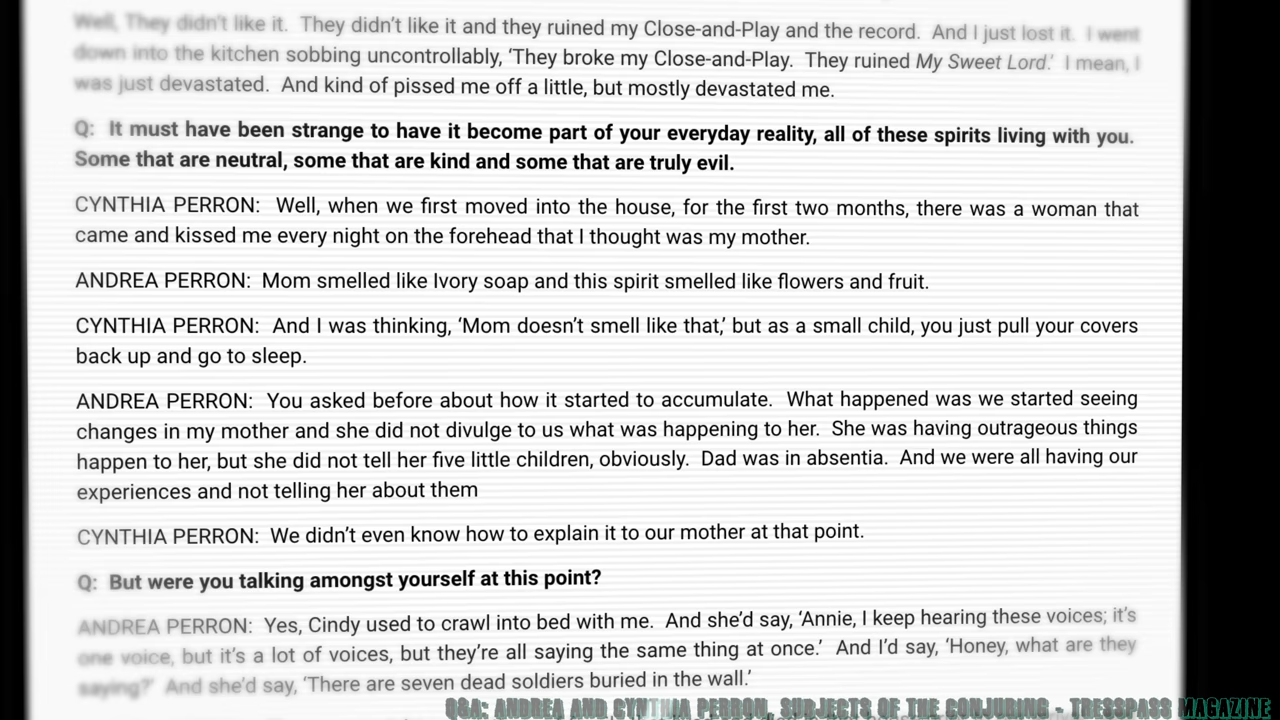 Well, They didn't like it.  They didn't like it and they ruined my Close-and-Play and the record.  And I just lost it.  I went
down into the kitchen sobbing uncontrollably, 'They broke my Close-and-Play.  They ruined My Sweet Lord.'  I mean, I
was just devastated.  And kind of pissed me off a little, but mostly devastated me.
Q:  It must have been strange to have it become part of your everyday reality, all of these spirits living with you.
Some that are neutral, some that are kind and some that are truly evil.
CYNTHIA PERRON:  Well, when we first moved into the house, for the first two months, there was a woman that
came and kissed me every night on the forehead that I thought was my mother.
ANDREA PERRON:  Mom smelled like Ivory soap and this spirit smelled like flowers and fruit.
CYNTHIA PERRON:  And I was thinking, 'Mom doesn't smell like that,' but as a small child, you just pull your covers
back up and go to sleep.
ANDREA PERRON:  You asked before about how it started to accumulate.  What happened was we started seeing
changes in my mother and she did not divulge to us what was happening to her.  She was having outrageous things
happen to her, but she did not tell her five little children, obviously.  Dad was in absentia.  And we were all having our
experiences and not telling her about them
CYNTHIA PERRON:  We didn't even know how to explain it to our mother at that point.
Q:  But were you talking amongst yourself at this point?
ANDREA PERRON:  Yes, Cindy used to crawl into bed with me.  And she'd say, 'Annie, I keep hearing these voices; it's
one voice, but it's a lot of voices, but they're all saying the same thing at once.'  And I'd say, 'Honey, what are they
saying?'  And she'd say, 'There are seven dead soldiers buried in the wall.'
Q&A: ANDREA AND CYNTHIA PERRON, SUBJECTS OF THE CONJURING - TRESSPASS MAGAZINE